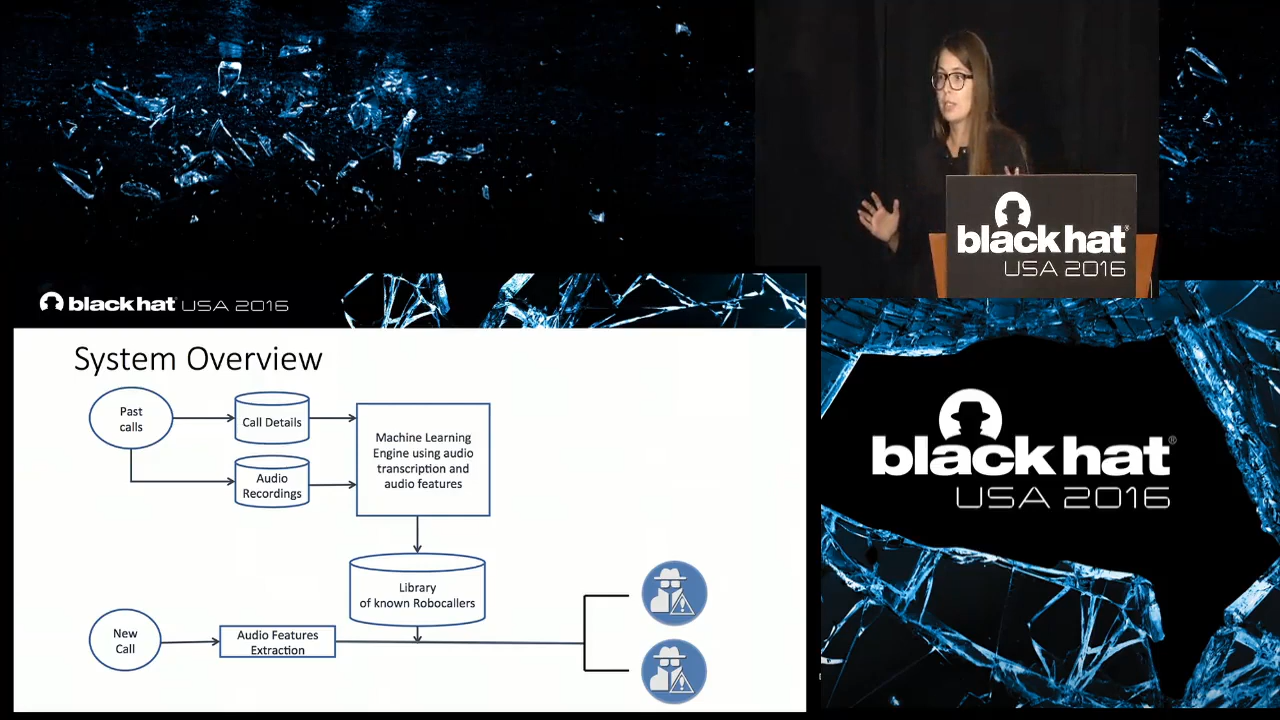 black hat®
USA 2016
black hat USA 2016
System Overview
Past
calls
Call Details
Audio
Recordings
Machine Learning
Engine using audio
transcription and
audio features
Library
of known Robocallers
New
Call
Audio Features
Extraction
black hat®
USA 2016